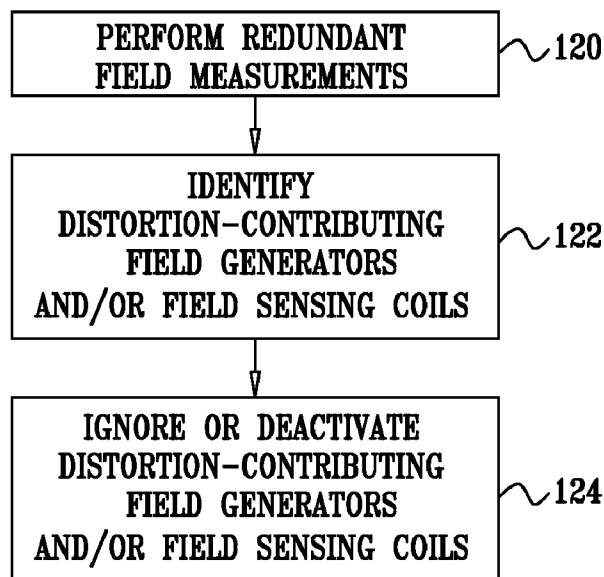 PERFORM REDUNDANT
FIELD MEASUREMENTS
120
IDENTIFY
DISTORTION-CONTRIBUTING
FIELD GENERATORS
AND/OR FIELD SENSING COILS
122
IGNORE OR DEACTIVATE
DISTORTION-CONTRIBUTING
FIELD GENERATORS
AND/OR FIELD SENSING COILS
124